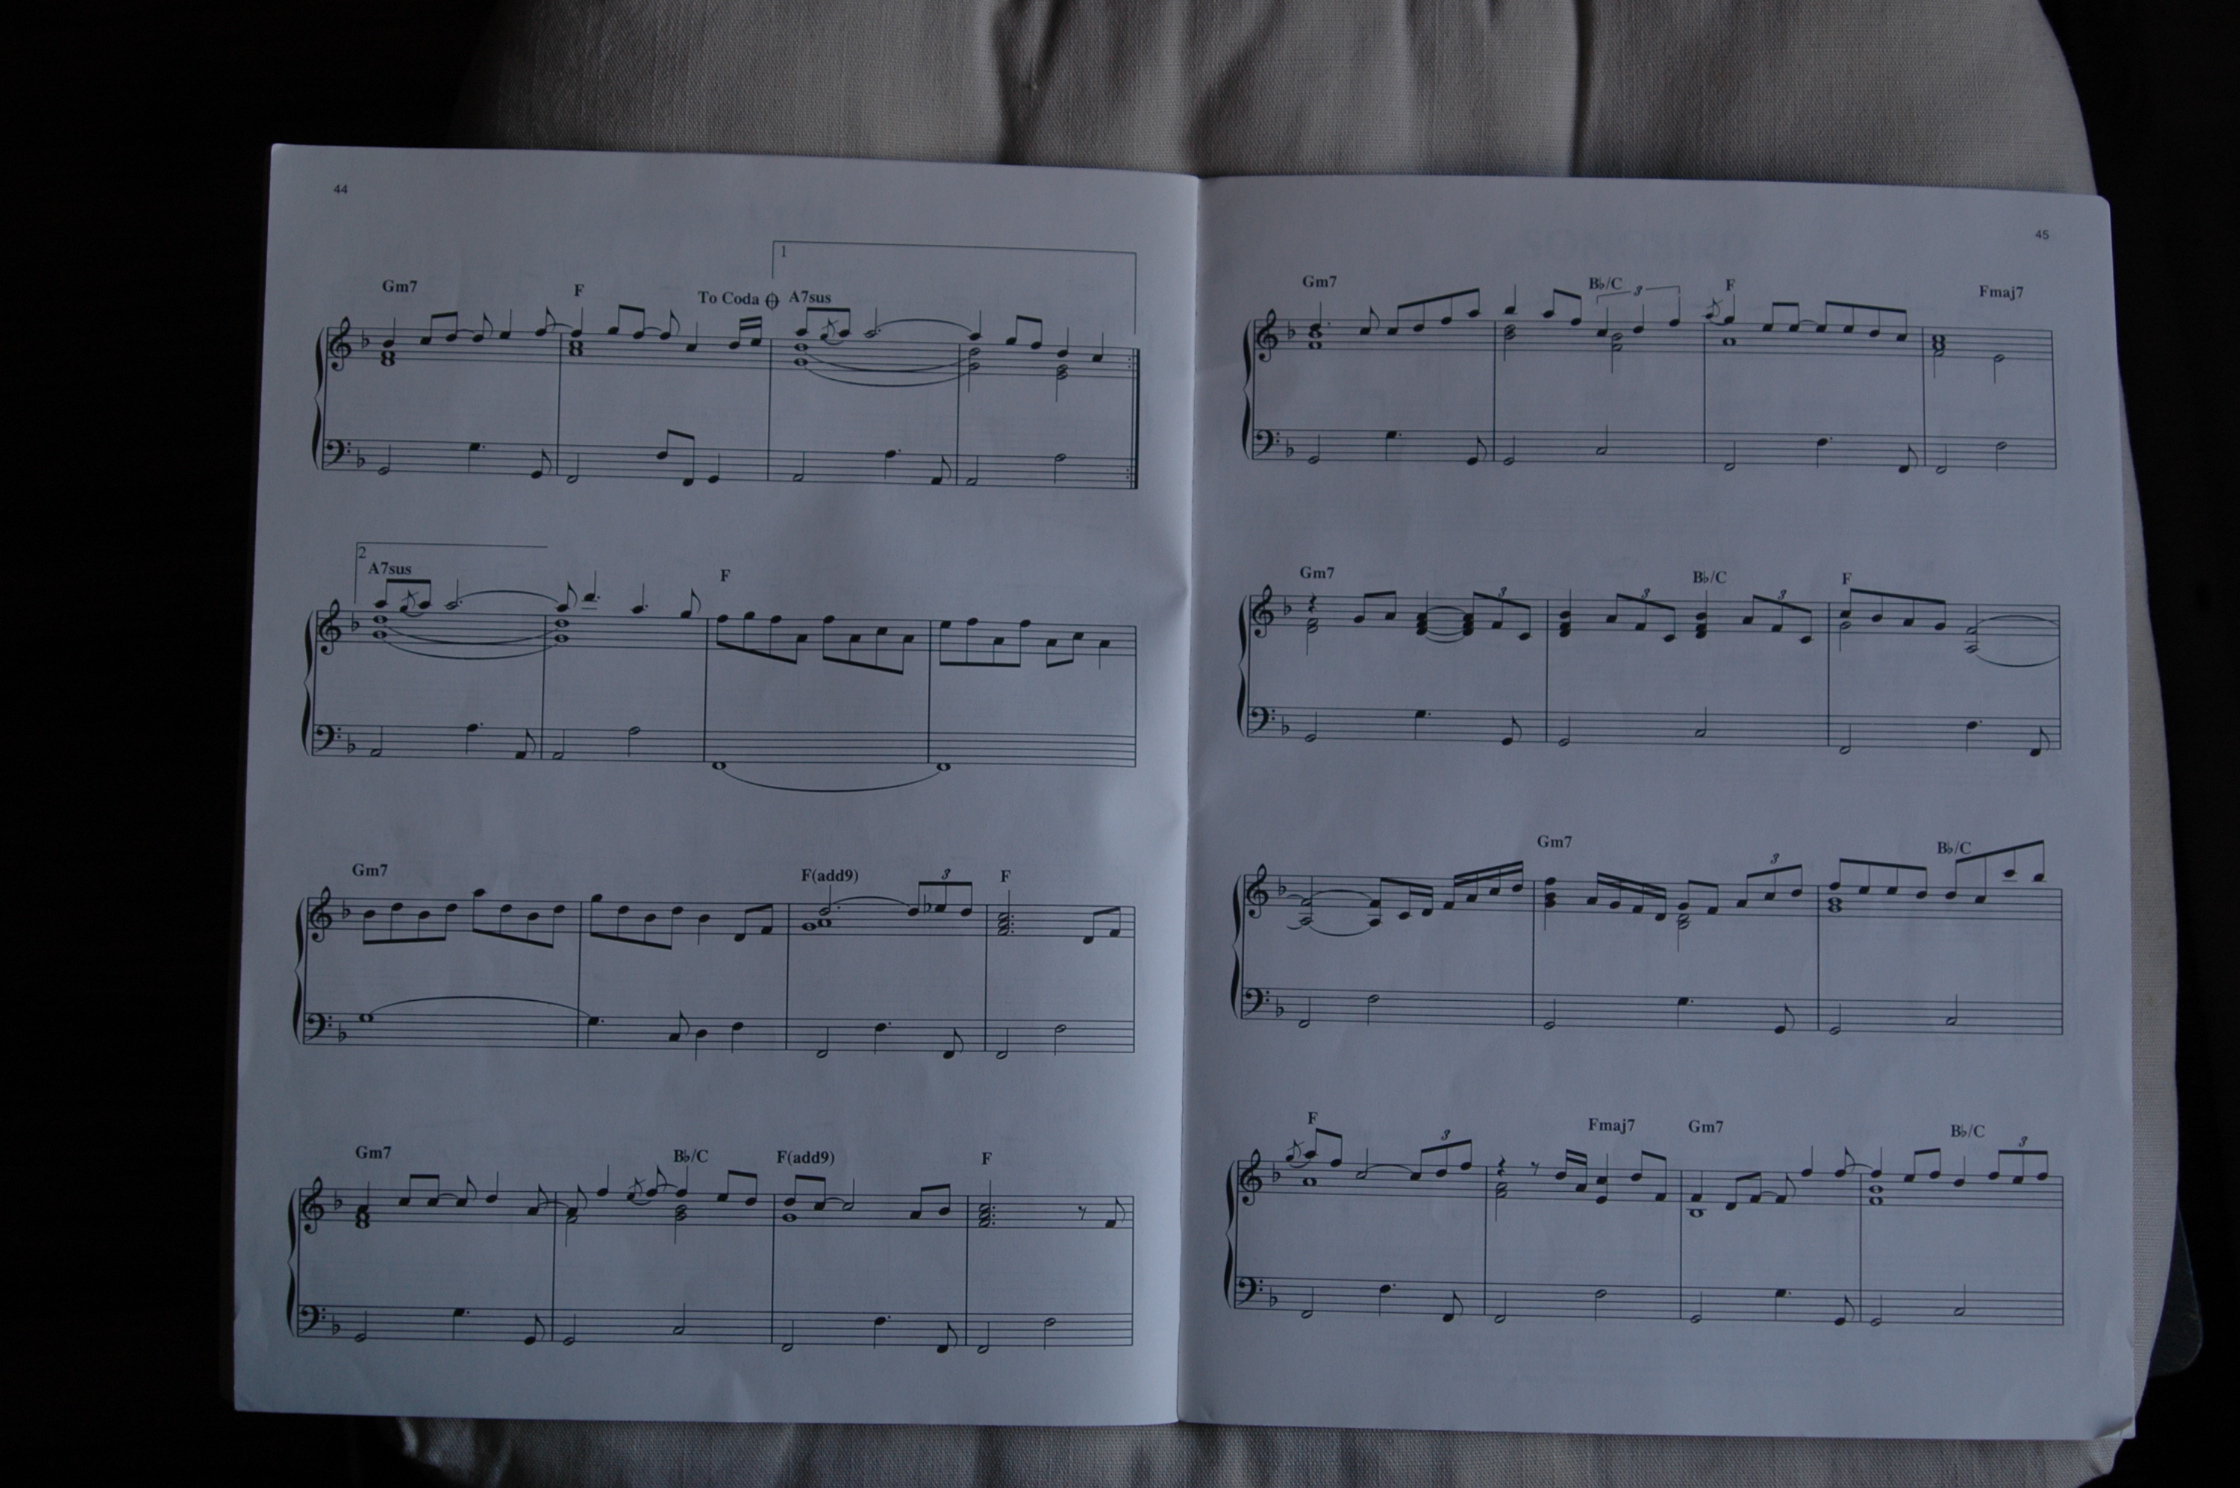 44
1
Gm7 F To Coda A7sus
2
A7sus F
Gm7 F(add9) 3 F
Gm7 B♭/C F(add9) F
45
Gm7 B♭/C 3 F Fmaj7
Gm7 3 3 B♭/C 3 F
Gm7 3 B♭/C
F 3 Fmaj7 Gm7 B♭/C 3